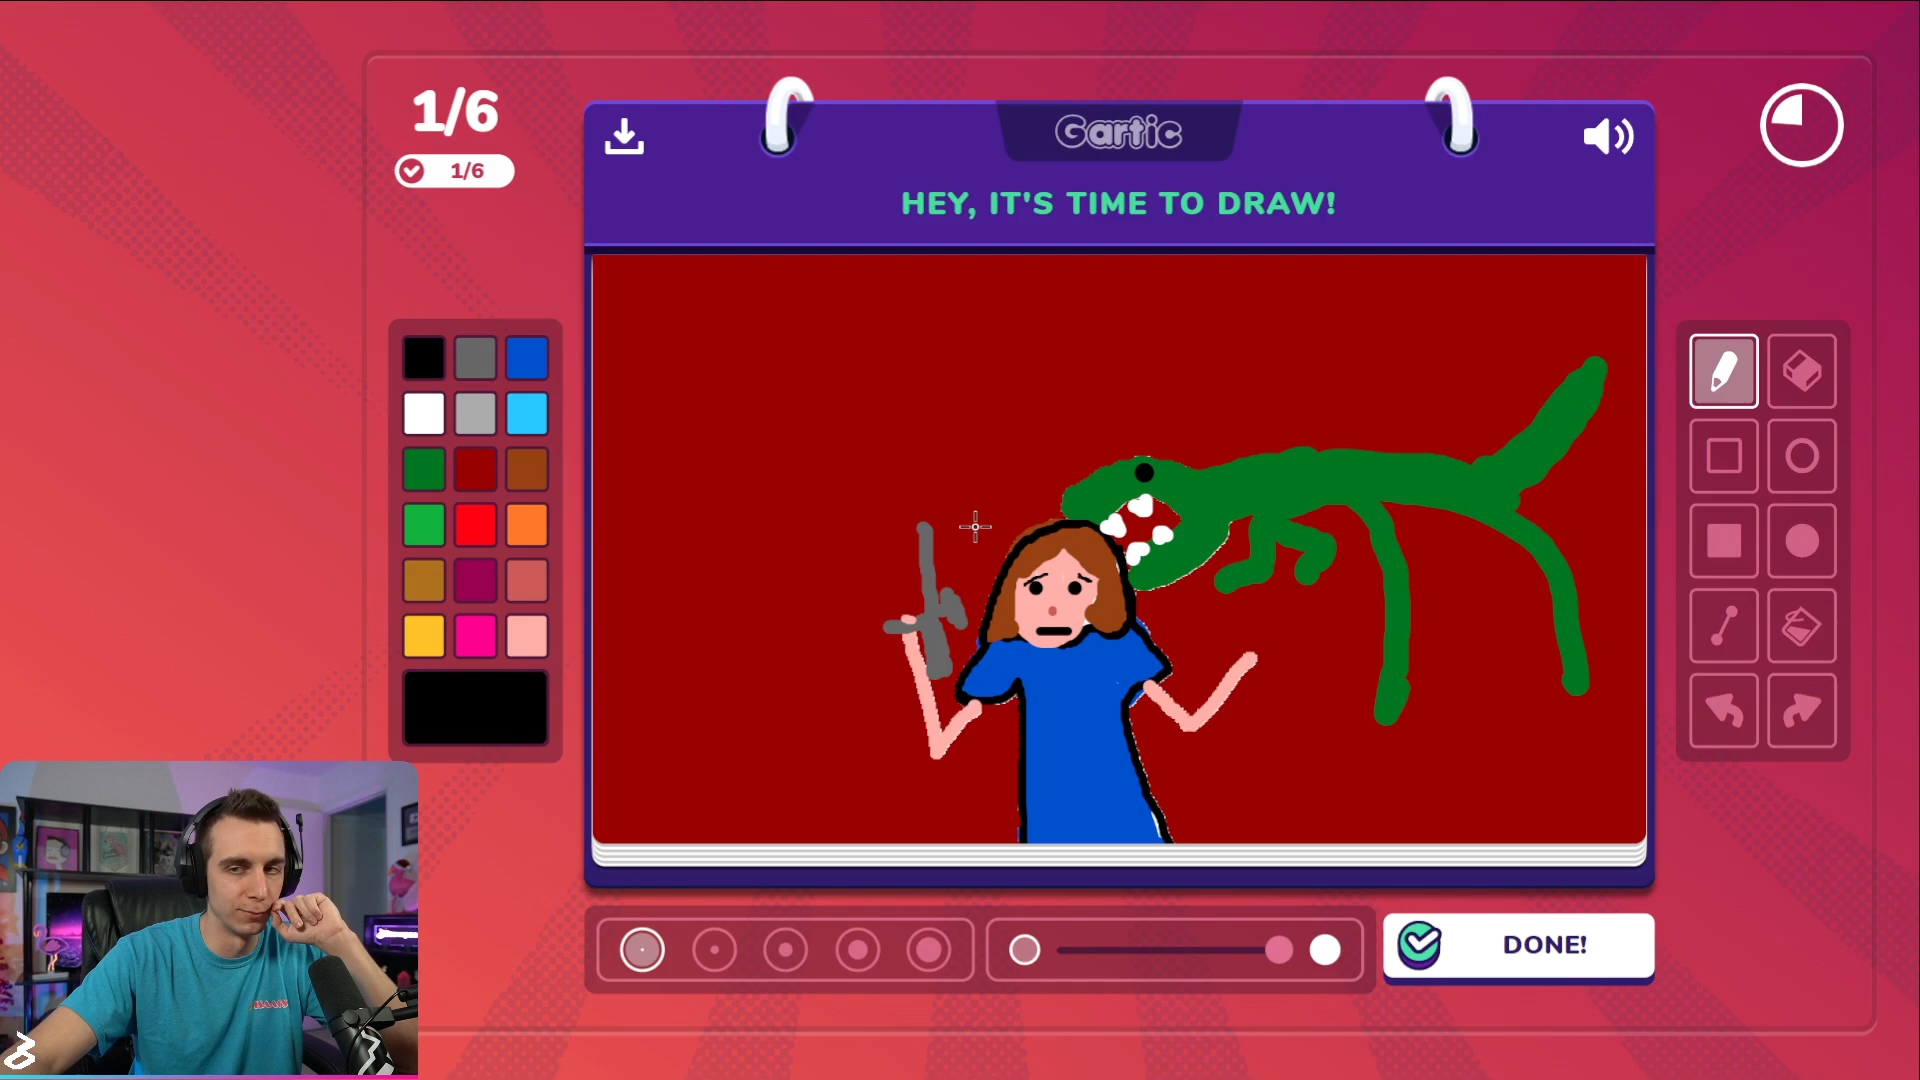 1/6
1/6
Gartic
HEY, IT'S TIME TO DRAW!
DONE!